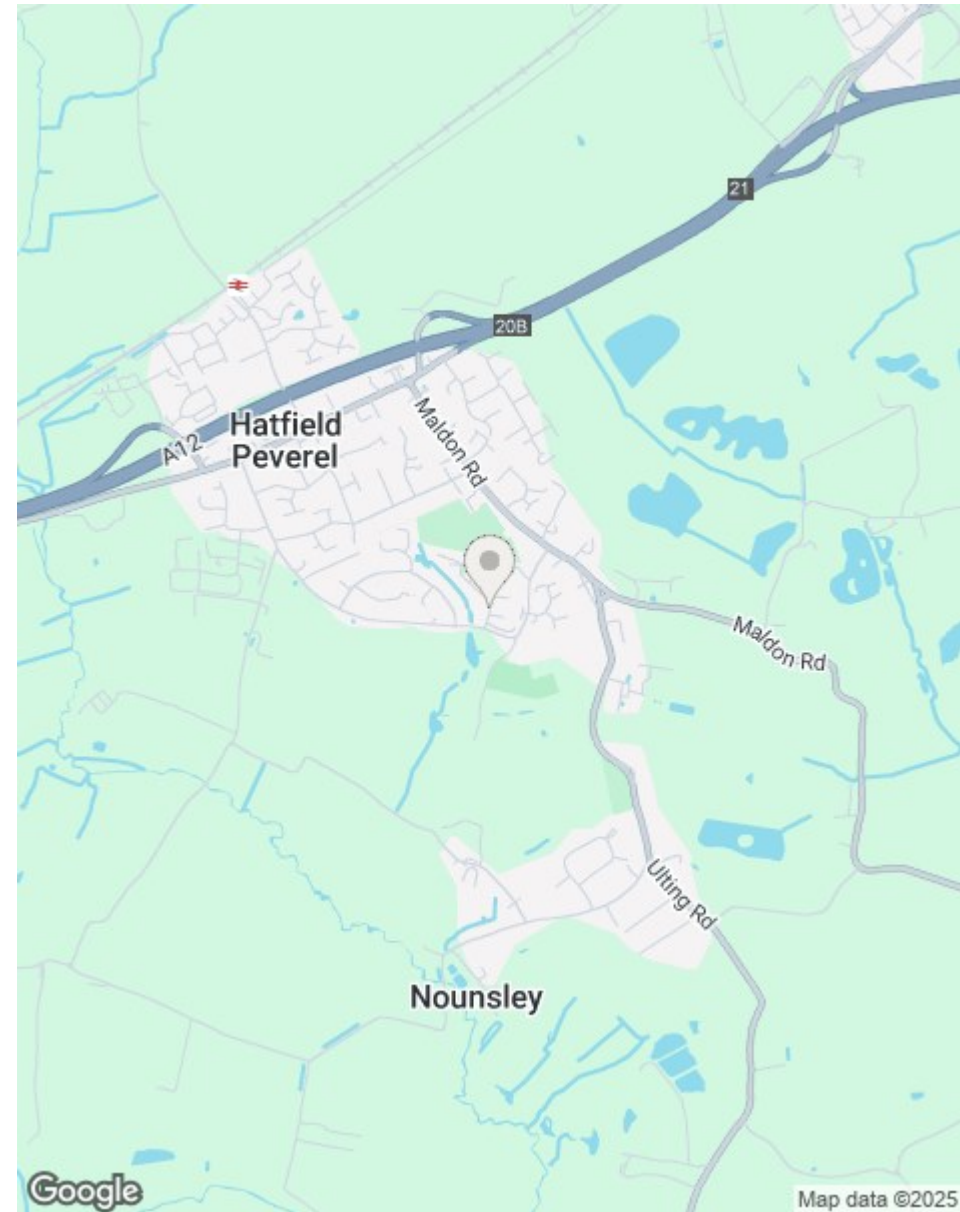 21
20B
Maldon Rd
Hatfield
Peverel
A12
Maldon Rd
Ulting Rd
Nounsley
Google
Map data ©2025